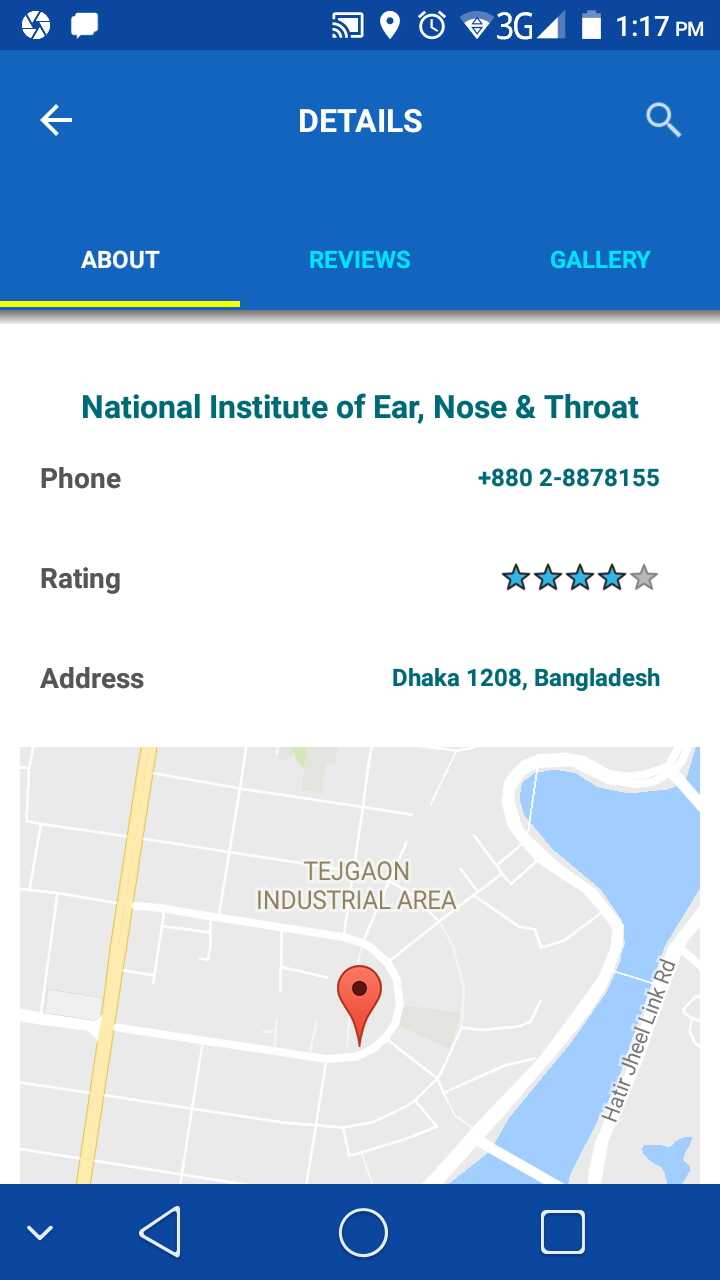 3G 1:17 PM
DETAILS
ABOUT REVIEWS GALLERY
National Institute of Ear, Nose & Throat
Phone +880 2-8878155
Rating
Address Dhaka 1208, Bangladesh
TEJGAON
INDUSTRIAL AREA
Hatir Jheel Link Rd